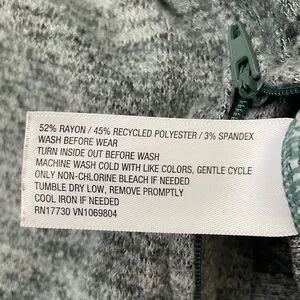 52% RAYON / 45% RECYCLED POLYESTER / 3% SPANDEX
WASH BEFORE WEAR
TURN INSIDE OUT BEFORE WASH
MACHINE WASH COLD WITH LIKE COLORS, GENTLE CYCLE
ONLY NON-CHLORINE BLEACH IF NEEDED
TUMBLE DRY LOW, REMOVE PROMPTLY
COOL IRON IF NEEDED
RN17730 VN1069804